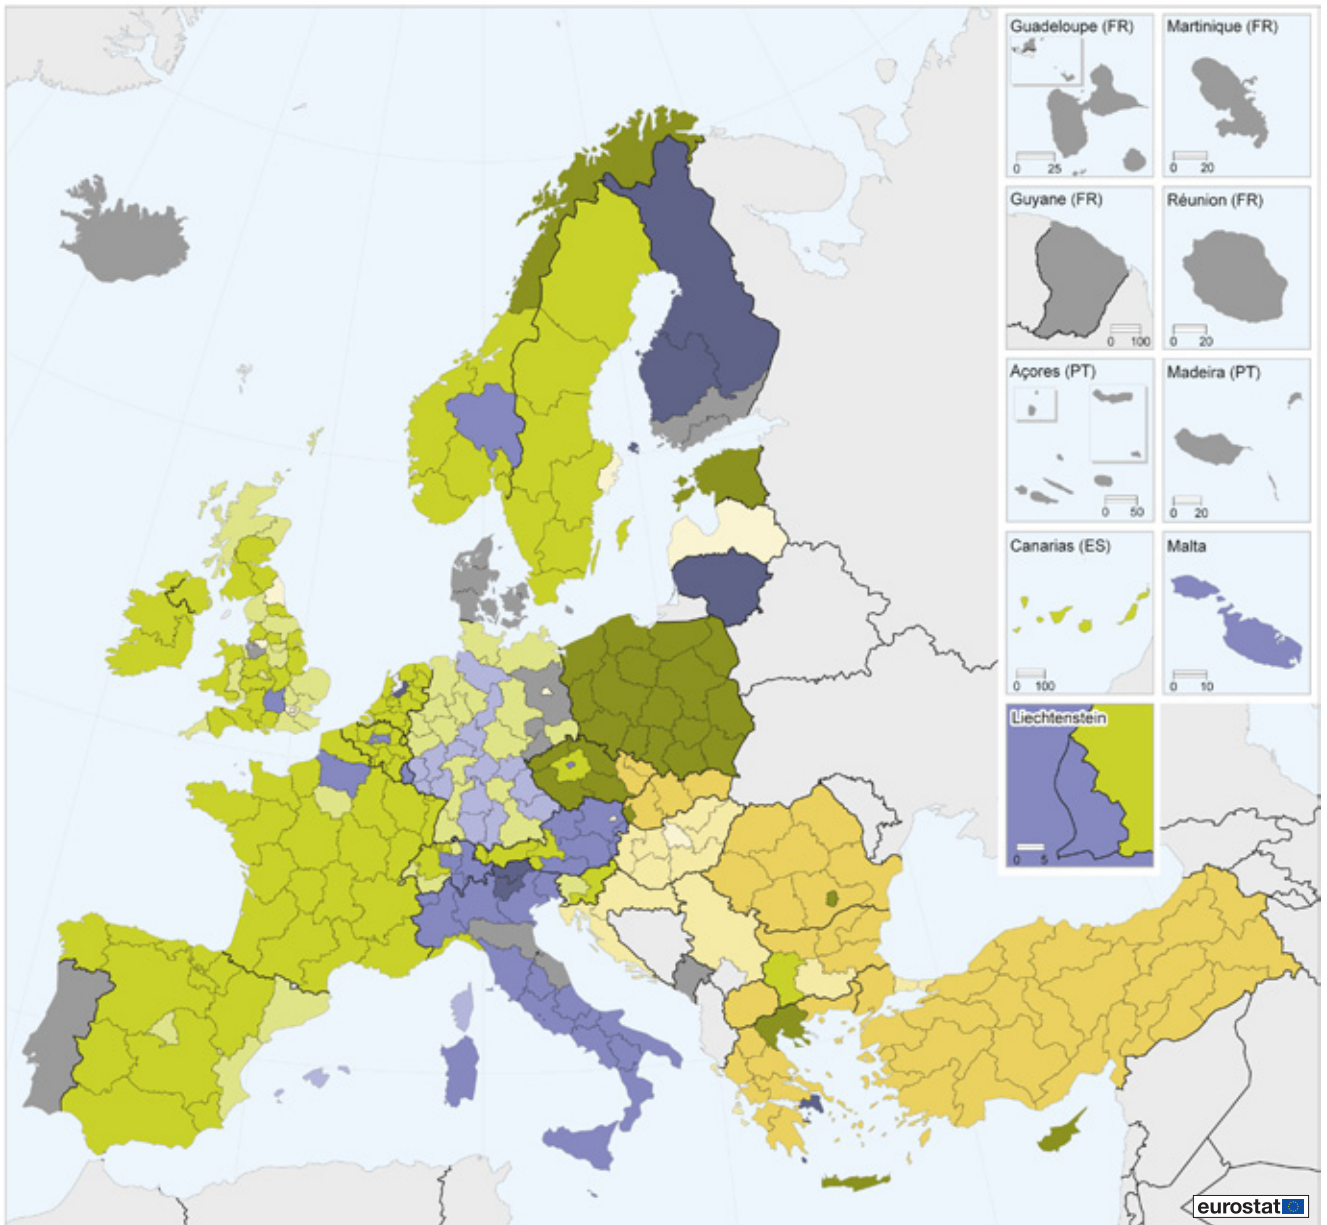 Guadeloupe (FR)
0 25
Martinique (FR)
0 20
Guyane (FR)
0 100
Réunion (FR)
0 20
Açores (PT)
0 50
Madeira (PT)
0 20
Canarias (ES)
0 100
Malta
0 10
Liechtenstein
0 5
eurostat